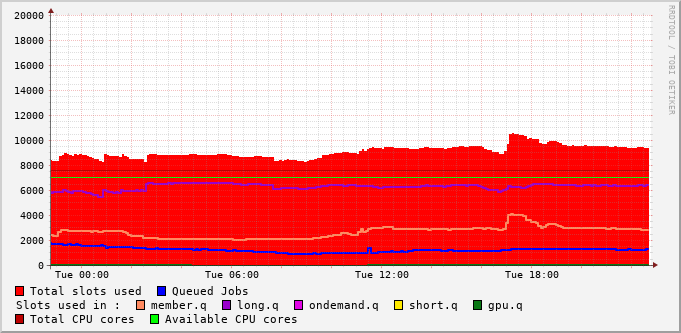 20000
18000
16000
14000
12000
10000
8000
6000
4000
2000
0
Tue 00:00 Tue 06:00 Tue 12:00 Tue 18:00
RRDTOOL / TOBI OETIKER
Total slots used Queued Jobs
Slots used in : member.q long.q ondemand.q short.q gpu.q
Total CPU cores Available CPU cores